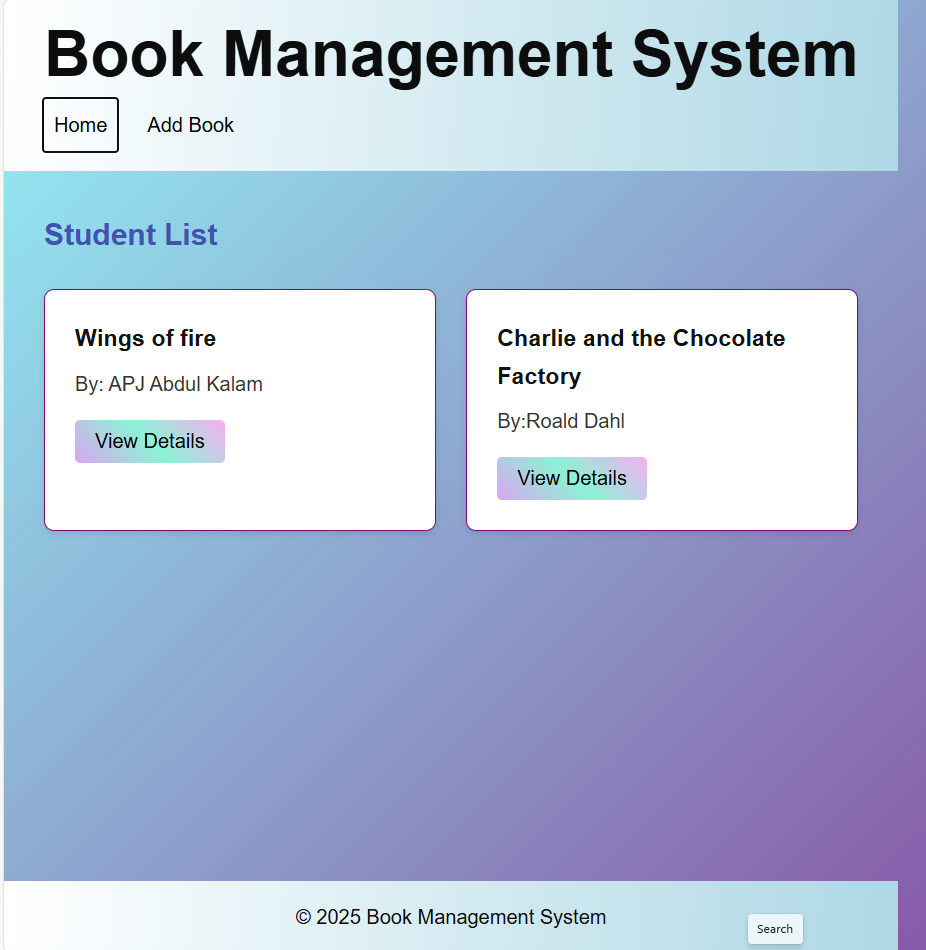 Book Management System
Home Add Book
Student List
Wings of fire
By: APJ Abdul Kalam
View Details
Charlie and the Chocolate
Factory
By:Roald Dahl
View Details
© 2025 Book Management System
Search